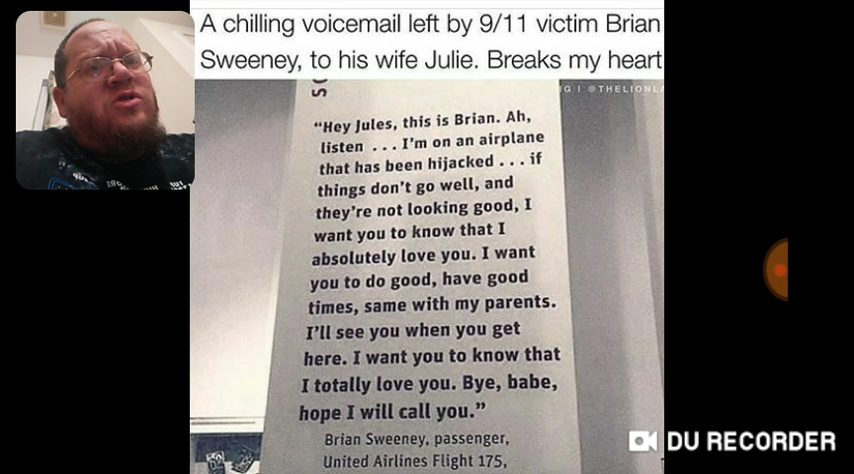 A chilling voicemail left by 9/11 victim Brian
Sweeney, to his wife Julie. Breaks my heart
IG | @THELIONLA
“Hey Jules, this is Brian. Ah,
listen ... I’m on an airplane
that has been hijacked ... if
things don’t go well, and
they’re not looking good, I
want you to know that I
absolutely love you. I want
you to do good, have good
times, same with my parents.
I’ll see you when you get
here. I want you to know that
I totally love you. Bye, babe,
hope I will call you.”
Brian Sweeney, passenger,
United Airlines Flight 175,
DU RECORDER